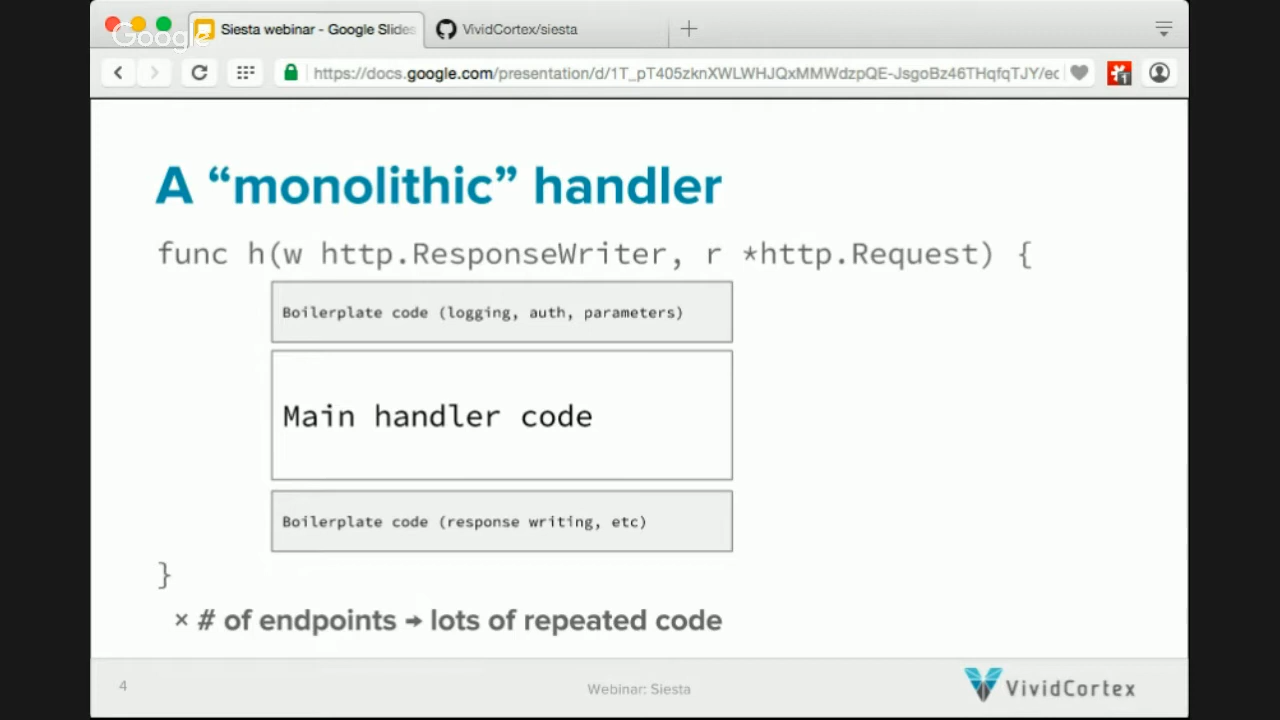 Google
Siesta webinar - Google Slides
VividCortex/siesta
https://docs.google.com/presentation/d/1T_pT405zknXWLWHJQxMMWdzpQE-JsgoBz46THqfqTJY/ec
1
A “monolithic” handler
func h(w http.ResponseWriter, r *http.Request) {
Boilerplate code (logging, auth, parameters)
Main handler code
Boilerplate code (response writing, etc)
}
× # of endpoints → lots of repeated code
4
Webinar: Siesta
VividCortex